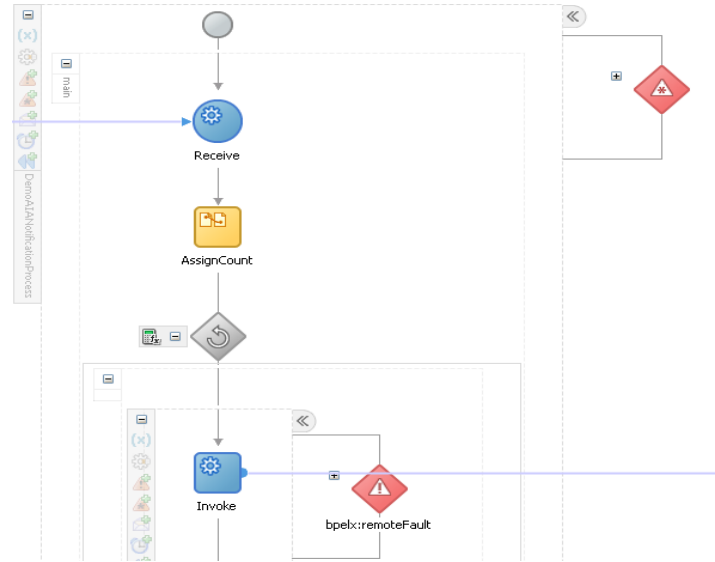 main
Receive
AssignCount
DemoAIANotificationProcess
Invoke
bpelx:remoteFault